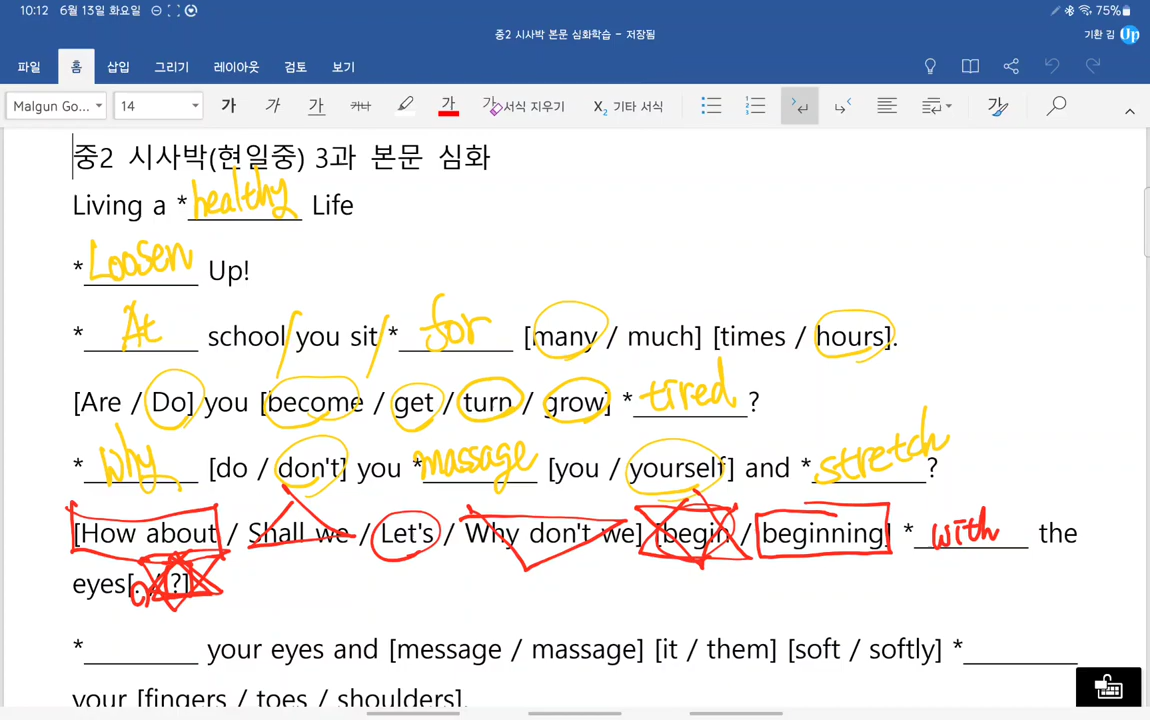 10:12 6월 13일 화요일 75%
중2 시사박 본문 심화학습 - 저장됨
기환 김 Up
파일 홈 삽입 그리기 레이아웃 검토 보기
Malgun Go... 14 가 가 가 가나 가 가 서식 지우기 X₂ 기타 서식 가
중2 시사박(현일중) 3과 본문 심화
Living a *healthy Life
*Loosen Up!
* At school/you sit/*for [many / much] [times / hours].
[Are / Do] you [become / get / turn / grow] *tired?
* Why [do / don't] you *massage [you / yourself] and *stretch?
[How about / Shall we / Let's / Why don't we] [begin / beginning] *with the
eyes[. / ?]
*________ your eyes and [message / massage] [it / them] [soft / softly] *________
your [fingers / toes / shoulders].